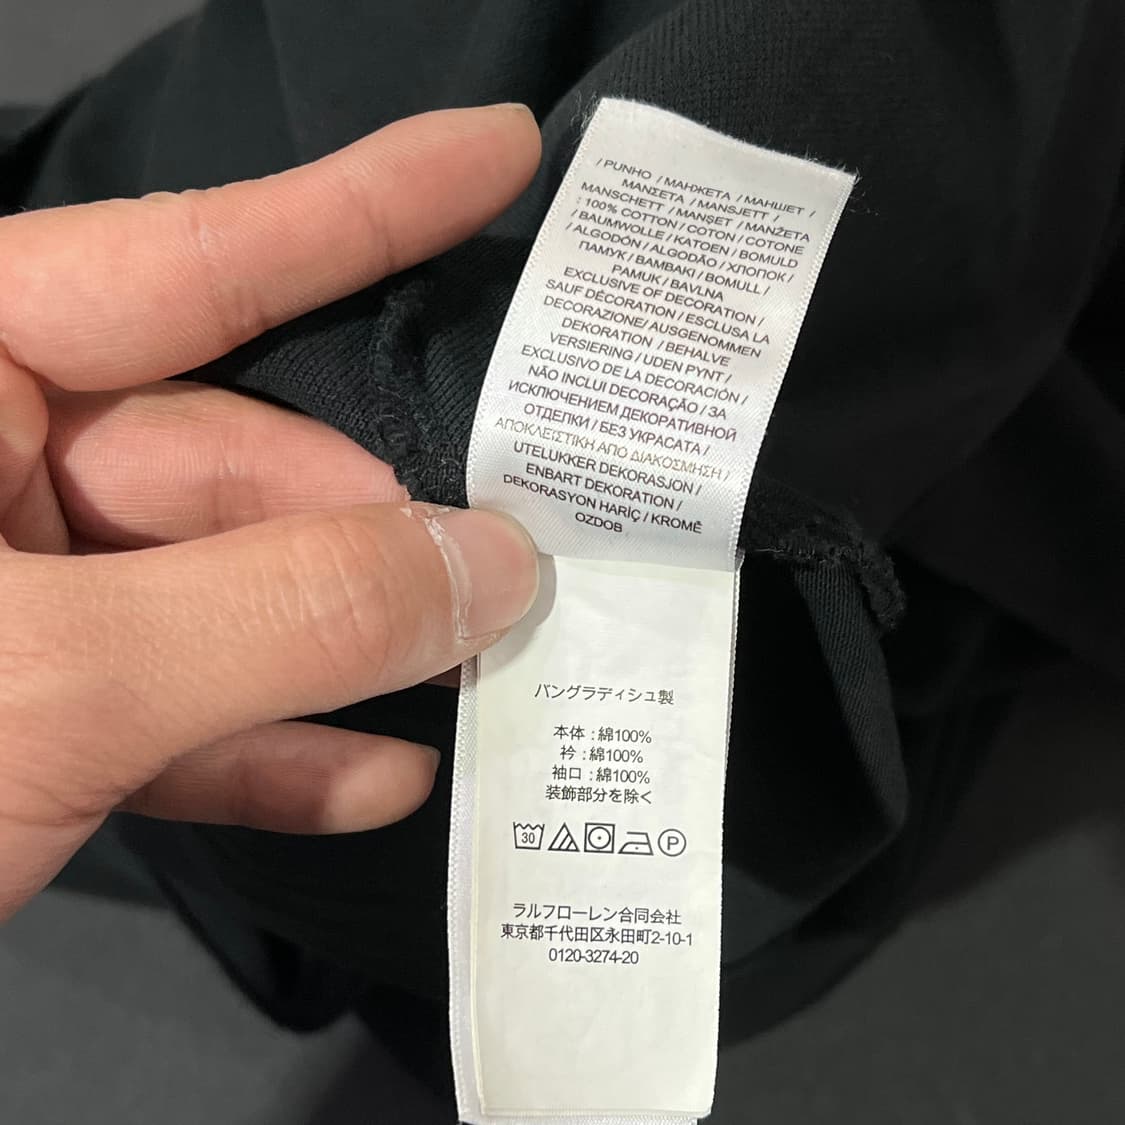 / PUNHO / МАНЖЕТА / МАНШЕТ /
ΜΑΝΣΕΤΑ / MANSJETT /
MANSCHETT / MANŞET / MANŽETA
: 100% COTTON / COTON / COTONE
/ BAUMWOLLE / KATOEN / BOMULD
/ ALGODÓN / ALGODÃO / ХЛОПОК /
ПАМУК / ΒΑΜΒΑΚΙ / BOMULL /
PAMUK / BAVLNA
EXCLUSIVE OF DECORATION /
SAUF DÉCORATION / ESCLUSA LA
DECORAZIONE/ AUSGENOMMEN
DEKORATION / BEHALVE
VERSIERING / UDEN PYNT /
EXCLUSIVO DE LA DECORACIÓN /
NÃO INCLUI DECORAÇÃO / ЗА
ИСКЛЮЧЕНИЕМ ДЕКОРАТИВНОЙ
ОТДЕЛКИ / БЕЗ УКРАСАТА /
ΑΠΟΚΛΕΙΣΤΙΚΗ ΑΠΟ ΔΙΑΚΟΣΜΗΣΗ /
UTELUKKER DEKORASJON /
ENBART DEKORATION /
DEKORASYON HARİÇ / KROMĚ
OZDOB
バングラディシュ製
本体 : 綿100%
衿 : 綿100%
袖口 : 綿100%
装飾部分を除く
30 P
ラルフローレン合同会社
東京都千代田区永田町2-10-1
0120-3274-20